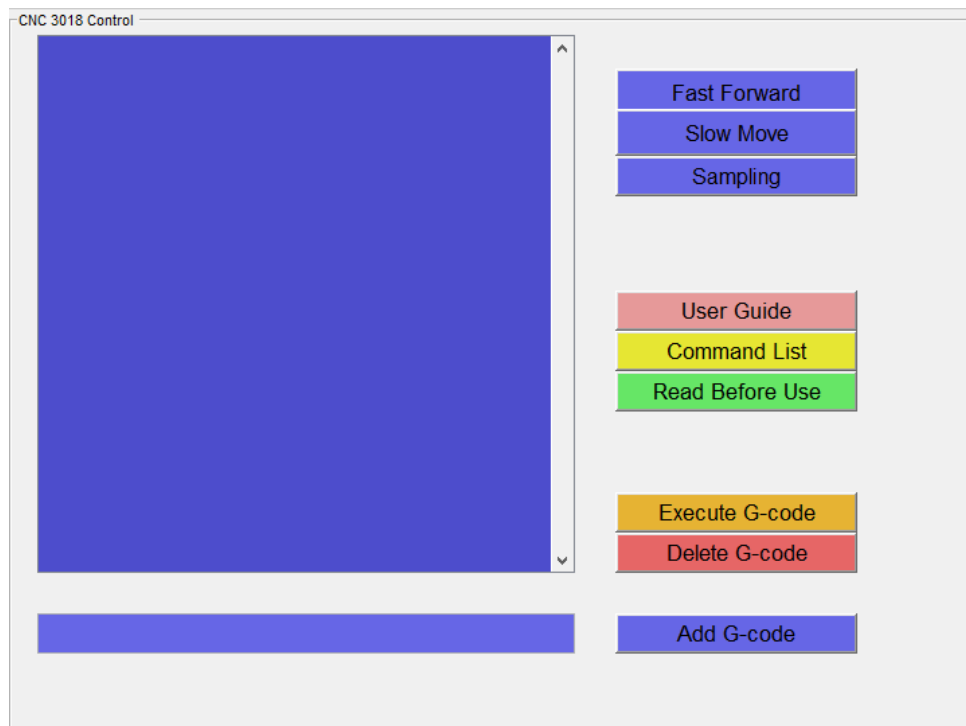 CNC 3018 Control
Fast Forward
Slow Move
Sampling
User Guide
Command List
Read Before Use
Execute G-code
Delete G-code
Add G-code